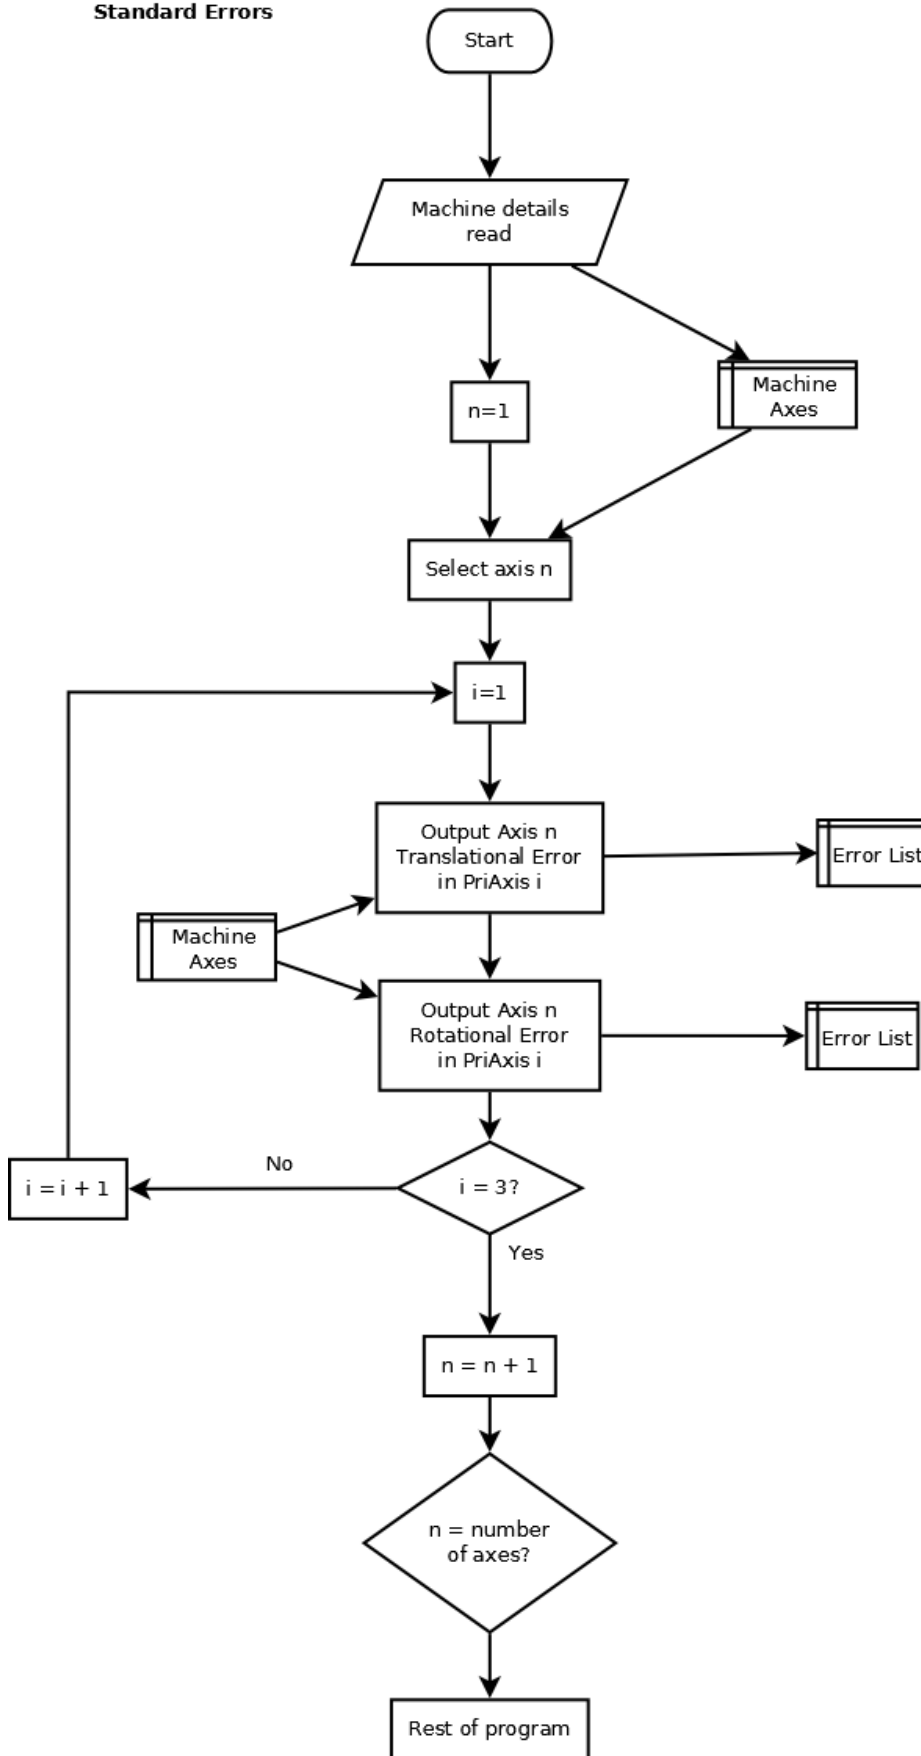 Standard Errors
Start
Machine details
read
n=1
Machine
Axes
Select axis n
i=1
Output Axis n
Translational Error
in PriAxis i
Error List
Machine
Axes
Output Axis n
Rotational Error
in PriAxis i
Error List
No
i = i + 1
i = 3?
Yes
n = n + 1
n = number
of axes?
Rest of program